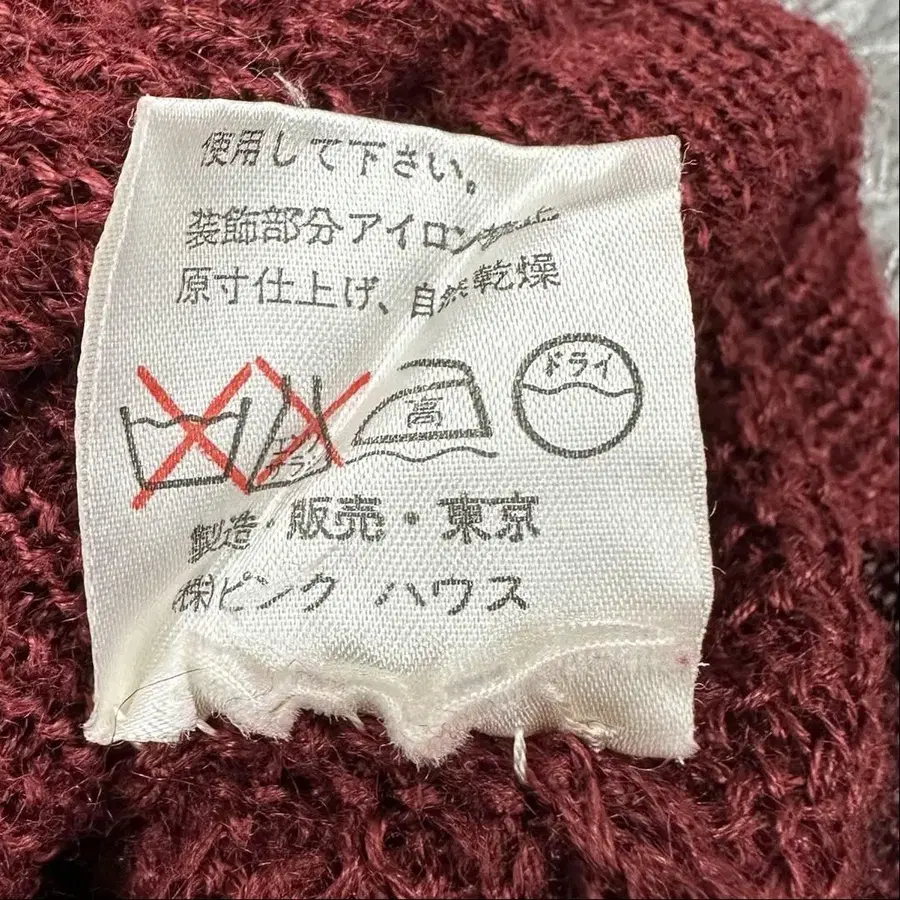 使用して下さい。
装飾部分アイロン禁止
原寸仕上げ、自然乾燥
高
ドライ
製造・販売・東京
㈱ピンク ハウス